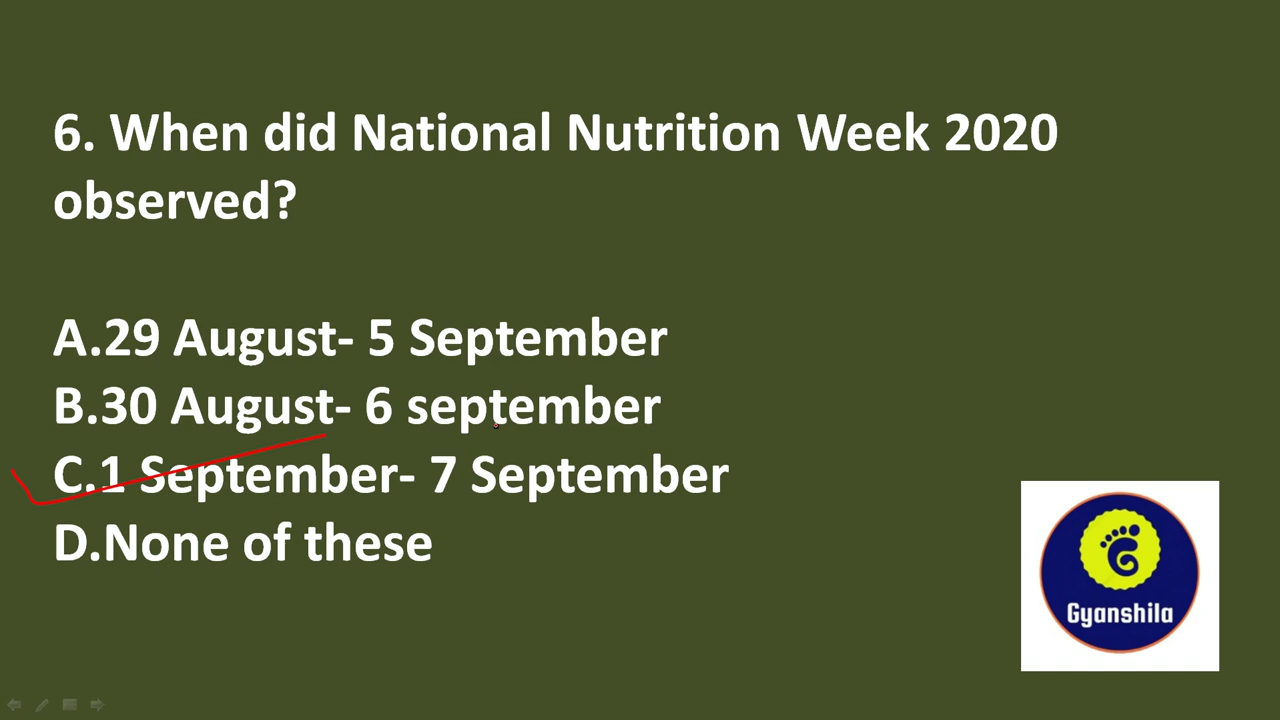 6. When did National Nutrition Week 2020
observed?
A.29 August- 5 September
B.30 August- 6 september
C.1 September- 7 September
D.None of these
Gyanshila